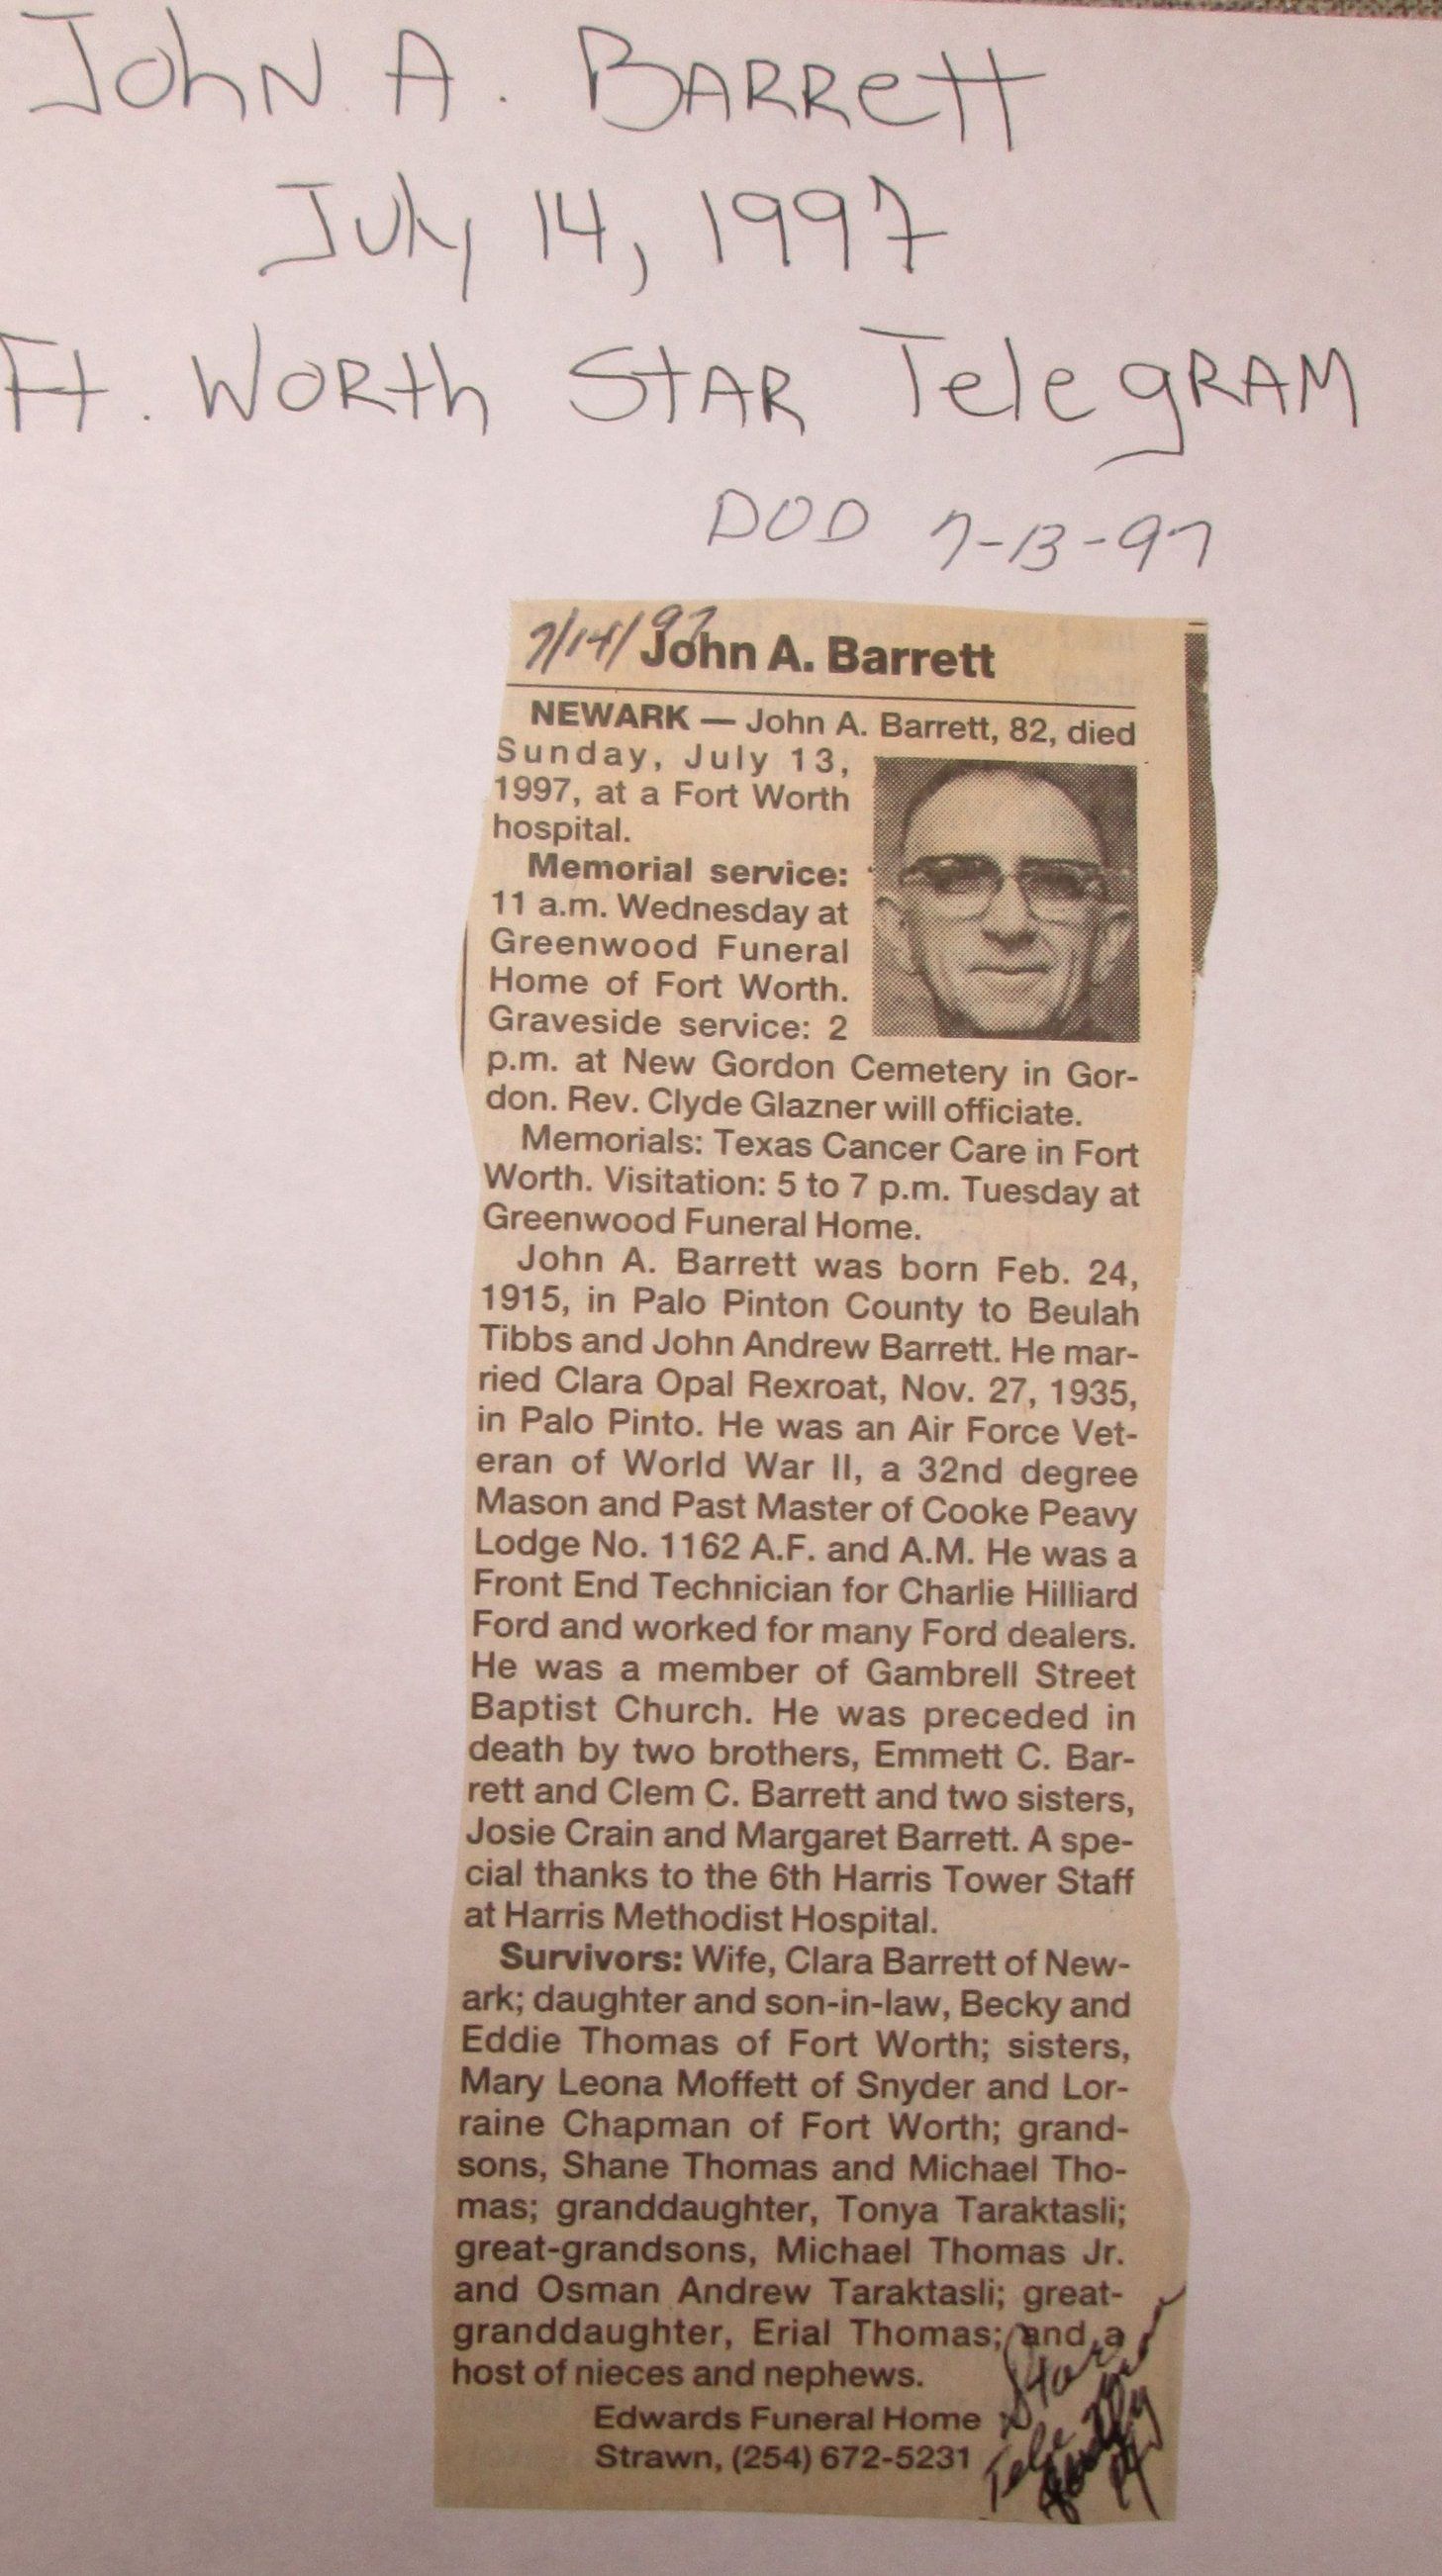 John A. Barrett
July 14, 1997
Ft. Worth Star Telegram
DOD 7-13-97
7/14/97
John A. Barrett
NEWARK — John A. Barrett, 82, died
Sunday, July 13,
1997, at a Fort Worth
hospital.
Memorial service:
11 a.m. Wednesday at
Greenwood Funeral
Home of Fort Worth.
Graveside service: 2
p.m. at New Gordon Cemetery in Gor-
don. Rev. Clyde Glazner will officiate.
Memorials: Texas Cancer Care in Fort
Worth. Visitation: 5 to 7 p.m. Tuesday at
Greenwood Funeral Home.
John A. Barrett was born Feb. 24,
1915, in Palo Pinton County to Beulah
Tibbs and John Andrew Barrett. He mar-
ried Clara Opal Rexroat, Nov. 27, 1935,
in Palo Pinto. He was an Air Force Vet-
eran of World War II, a 32nd degree
Mason and Past Master of Cooke Peavy
Lodge No. 1162 A.F. and A.M. He was a
Front End Technician for Charlie Hilliard
Ford and worked for many Ford dealers.
He was a member of Gambrell Street
Baptist Church. He was preceded in
death by two brothers, Emmett C. Bar-
rett and Clem C. Barrett and two sisters,
Josie Crain and Margaret Barrett. A spe-
cial thanks to the 6th Harris Tower Staff
at Harris Methodist Hospital.
Survivors: Wife, Clara Barrett of New-
ark; daughter and son-in-law, Becky and
Eddie Thomas of Fort Worth; sisters,
Mary Leona Moffett of Snyder and Lor-
raine Chapman of Fort Worth; grand-
sons, Shane Thomas and Michael Tho-
mas; granddaughter, Tonya Taraktasli;
great-grandsons, Michael Thomas Jr.
and Osman Andrew Taraktasli; great-
granddaughter, Erial Thomas; and a
host of nieces and nephews.
Edwards Funeral Home
Strawn, (254) 672-5231
Star